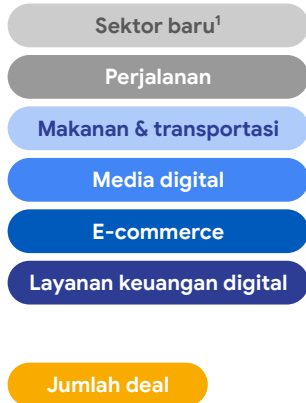 Sektor baru¹
Perjalanan
Makanan & transportasi
Media digital
E-commerce
Layanan keuangan digital
Jumlah deal